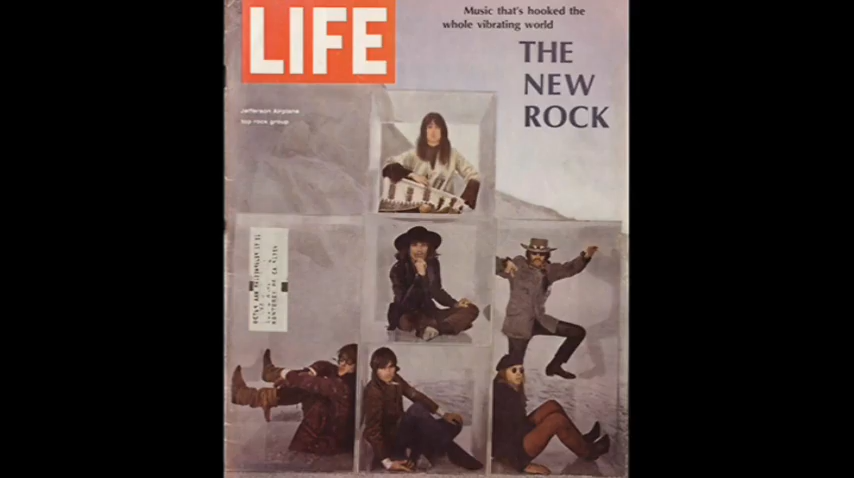 LIFE
Music that's hooked the
whole vibrating world
THE
NEW
ROCK
Jefferson Airplane
top rock group